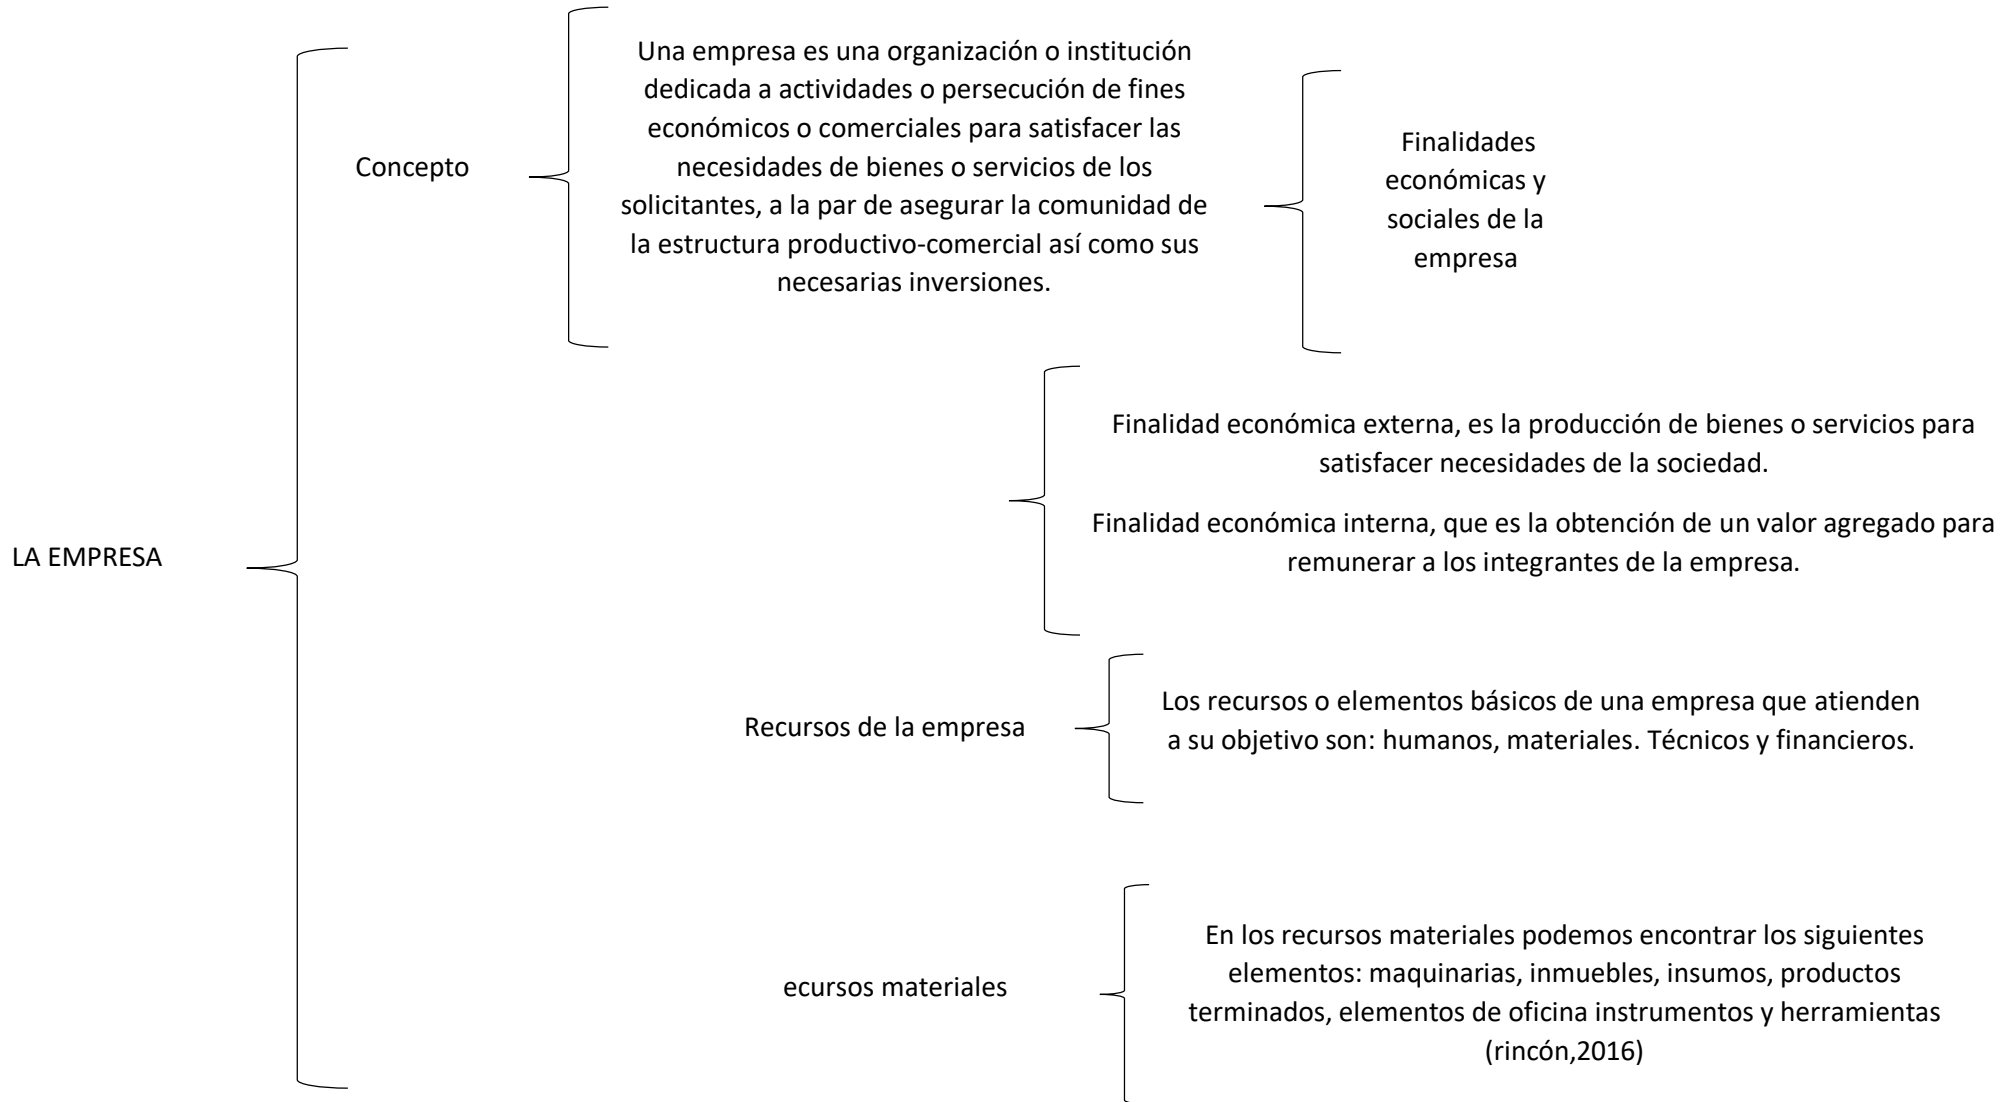 LA EMPRESA
Concepto
Una empresa es una organización o institución
dedicada a actividades o persecución de fines
económicos o comerciales para satisfacer las
necesidades de bienes o servicios de los
solicitantes, a la par de asegurar la comunidad de
la estructura productivo-comercial así como sus
necesarias inversiones.
Finalidades
económicas y
sociales de la
empresa
Finalidad económica externa, es la producción de bienes o servicios para
satisfacer necesidades de la sociedad.
Finalidad económica interna, que es la obtención de un valor agregado para
remunerar a los integrantes de la empresa.
Recursos de la empresa
Los recursos o elementos básicos de una empresa que atienden
a su objetivo son: humanos, materiales. Técnicos y financieros.
ecursos materiales
En los recursos materiales podemos encontrar los siguientes
elementos: maquinarias, inmuebles, insumos, productos
terminados, elementos de oficina instrumentos y herramientas
(rincón,2016)